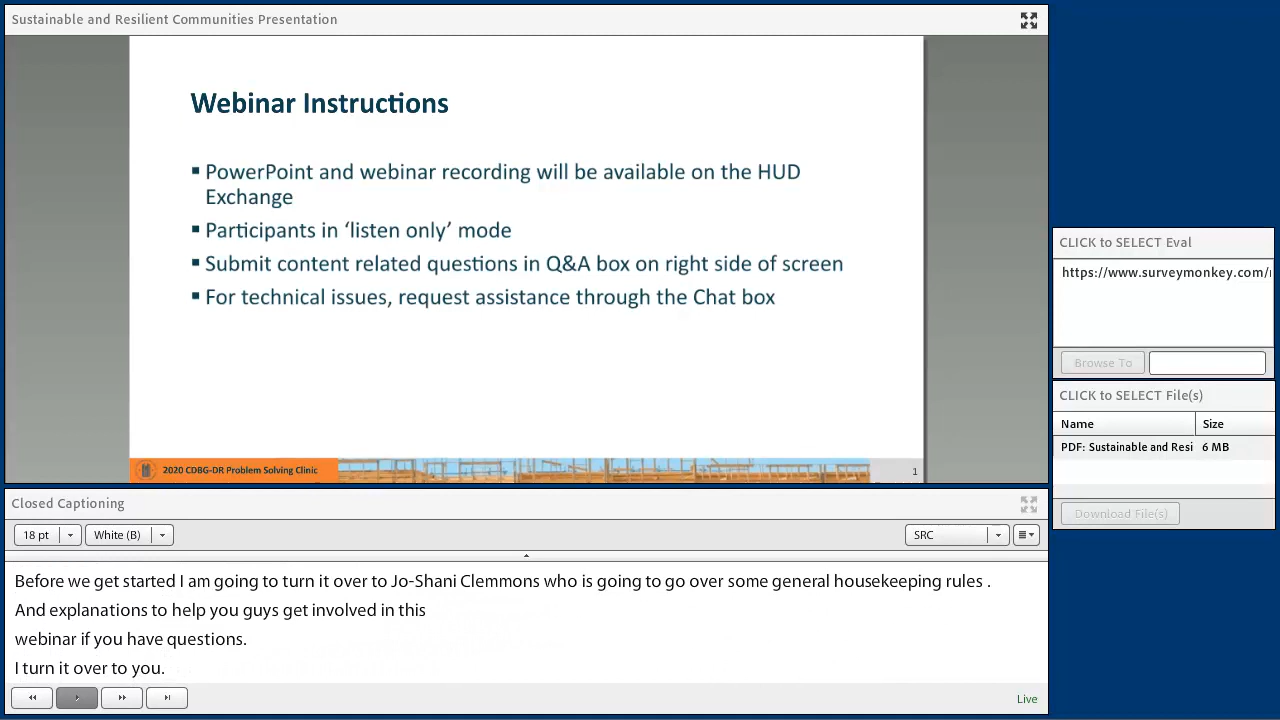 Sustainable and Resilient Communities Presentation
Webinar Instructions
PowerPoint and webinar recording will be available on the HUD
Exchange
Participants in ‘listen only’ mode
Submit content related questions in Q&A box on right side of screen
For technical issues, request assistance through the Chat box
2020 CDBG-DR Problem Solving Clinic
1
CLICK to SELECT Eval
https://www.surveymonkey.com/
Browse To
CLICK to SELECT File(s)
Name Size
PDF: Sustainable and Resi 6 MB
Download File(s)
Closed Captioning
18 pt White (B) SRC
Before we get started I am going to turn it over to Jo-Shani Clemmons who is going to go over some general housekeeping rules .
And explanations to help you guys get involved in this
webinar if you have questions.
I turn it over to you.
Live